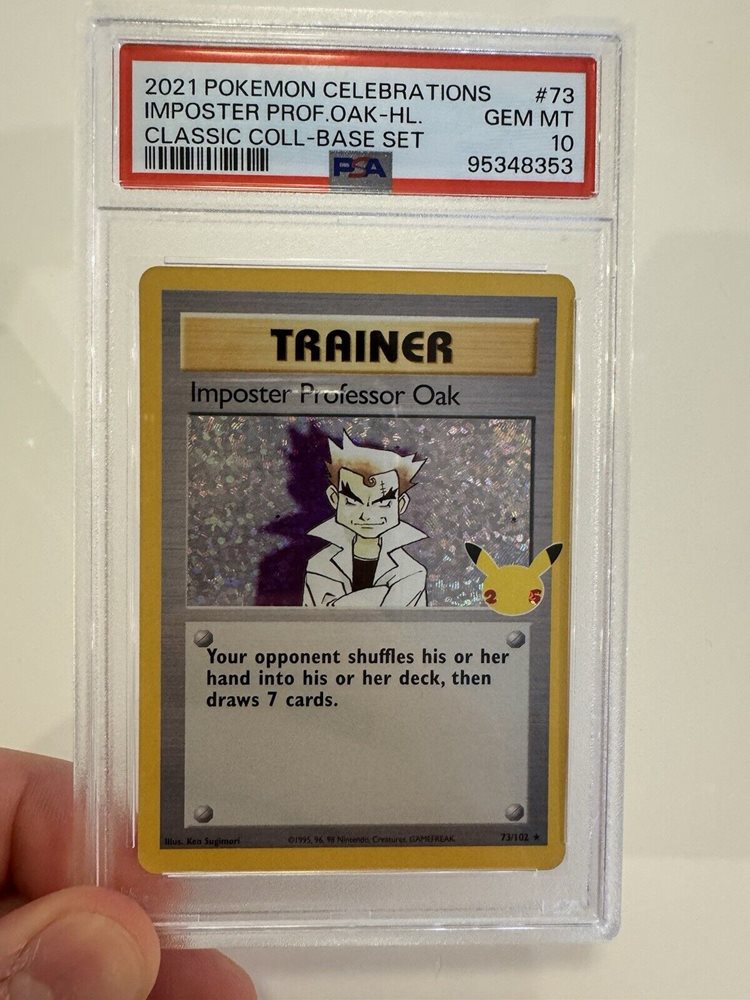 2021 POKEMON CELEBRATIONS #73
IMPOSTER PROF.OAK-HL. GEM MT
CLASSIC COLL-BASE SET 10
PSA 95348353
TRAINER
Imposter Professor Oak
25
Your opponent shuffles his or her
hand into his or her deck, then
draws 7 cards.
Illus. Ken Sugimori ©1995, 96, 98 Nintendo, Creatures, GAMEFREAK. 73/102 ★